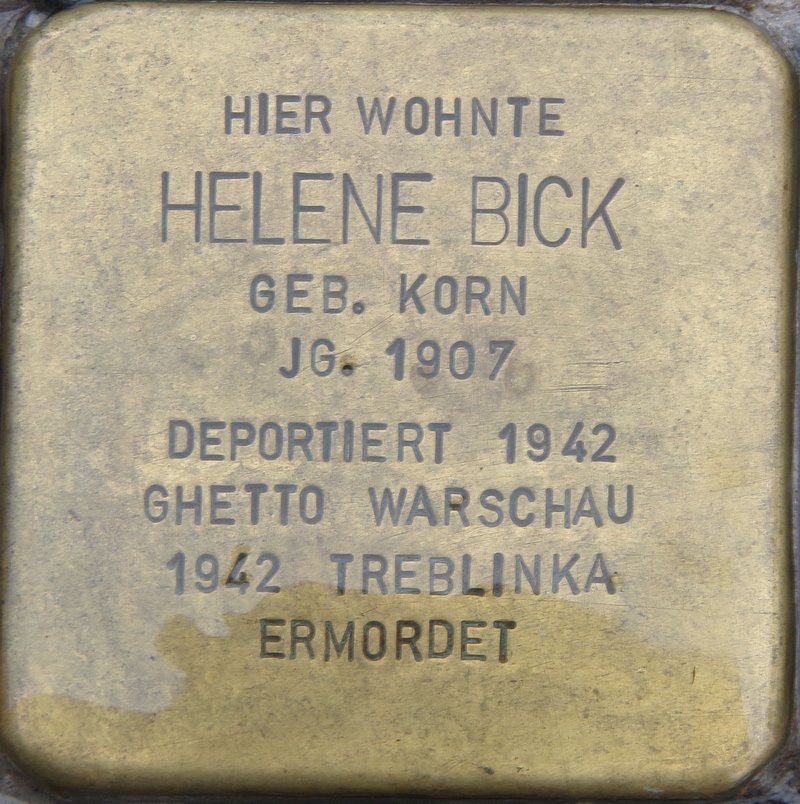 HIER WOHNTE
HELENE BICK
GEB. KORN
JG. 1907
DEPORTIERT 1942
GHETTO WARSCHAU
1942 TREBLINKA
ERMORDET